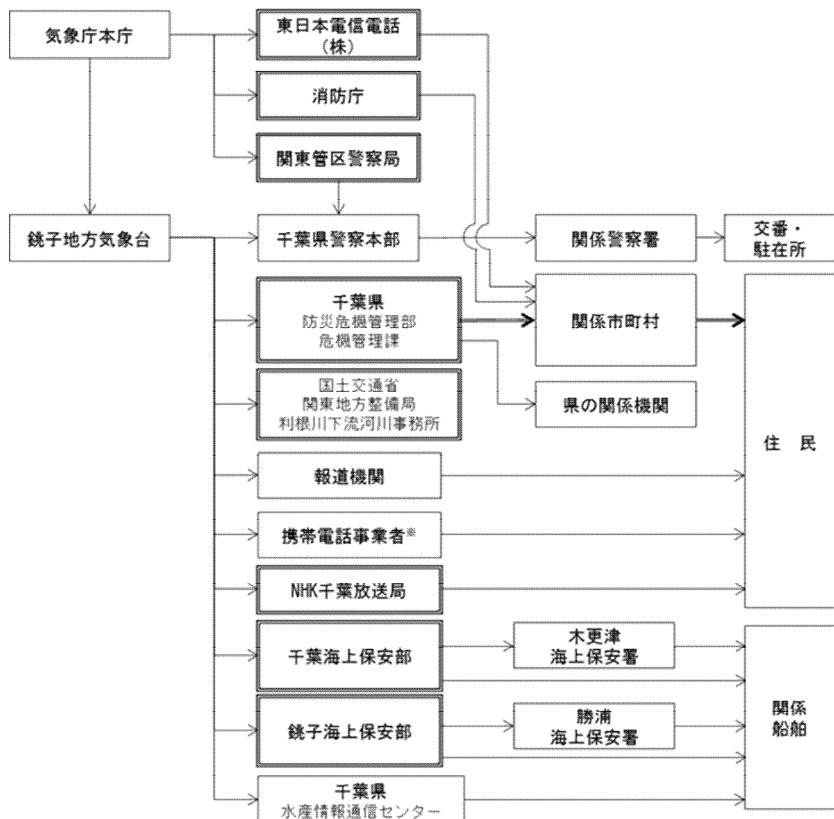 気象庁本庁
東日本電信電話
（株）
消防庁
関東管区警察局
銚子地方気象台
千葉県警察本部
関係警察署
交番・
駐在所
千葉県
防災危機管理部
危機管理課
関係市町村
国土交通省
関東地方整備局
利根川下流河川事務所
県の関係機関
住　民
報道機関
携帯電話事業者※
NHK千葉放送局
千葉海上保安部
木更津
海上保安署
銚子海上保安部
勝浦
海上保安署
関係
船舶
千葉県
水産情報通信センター